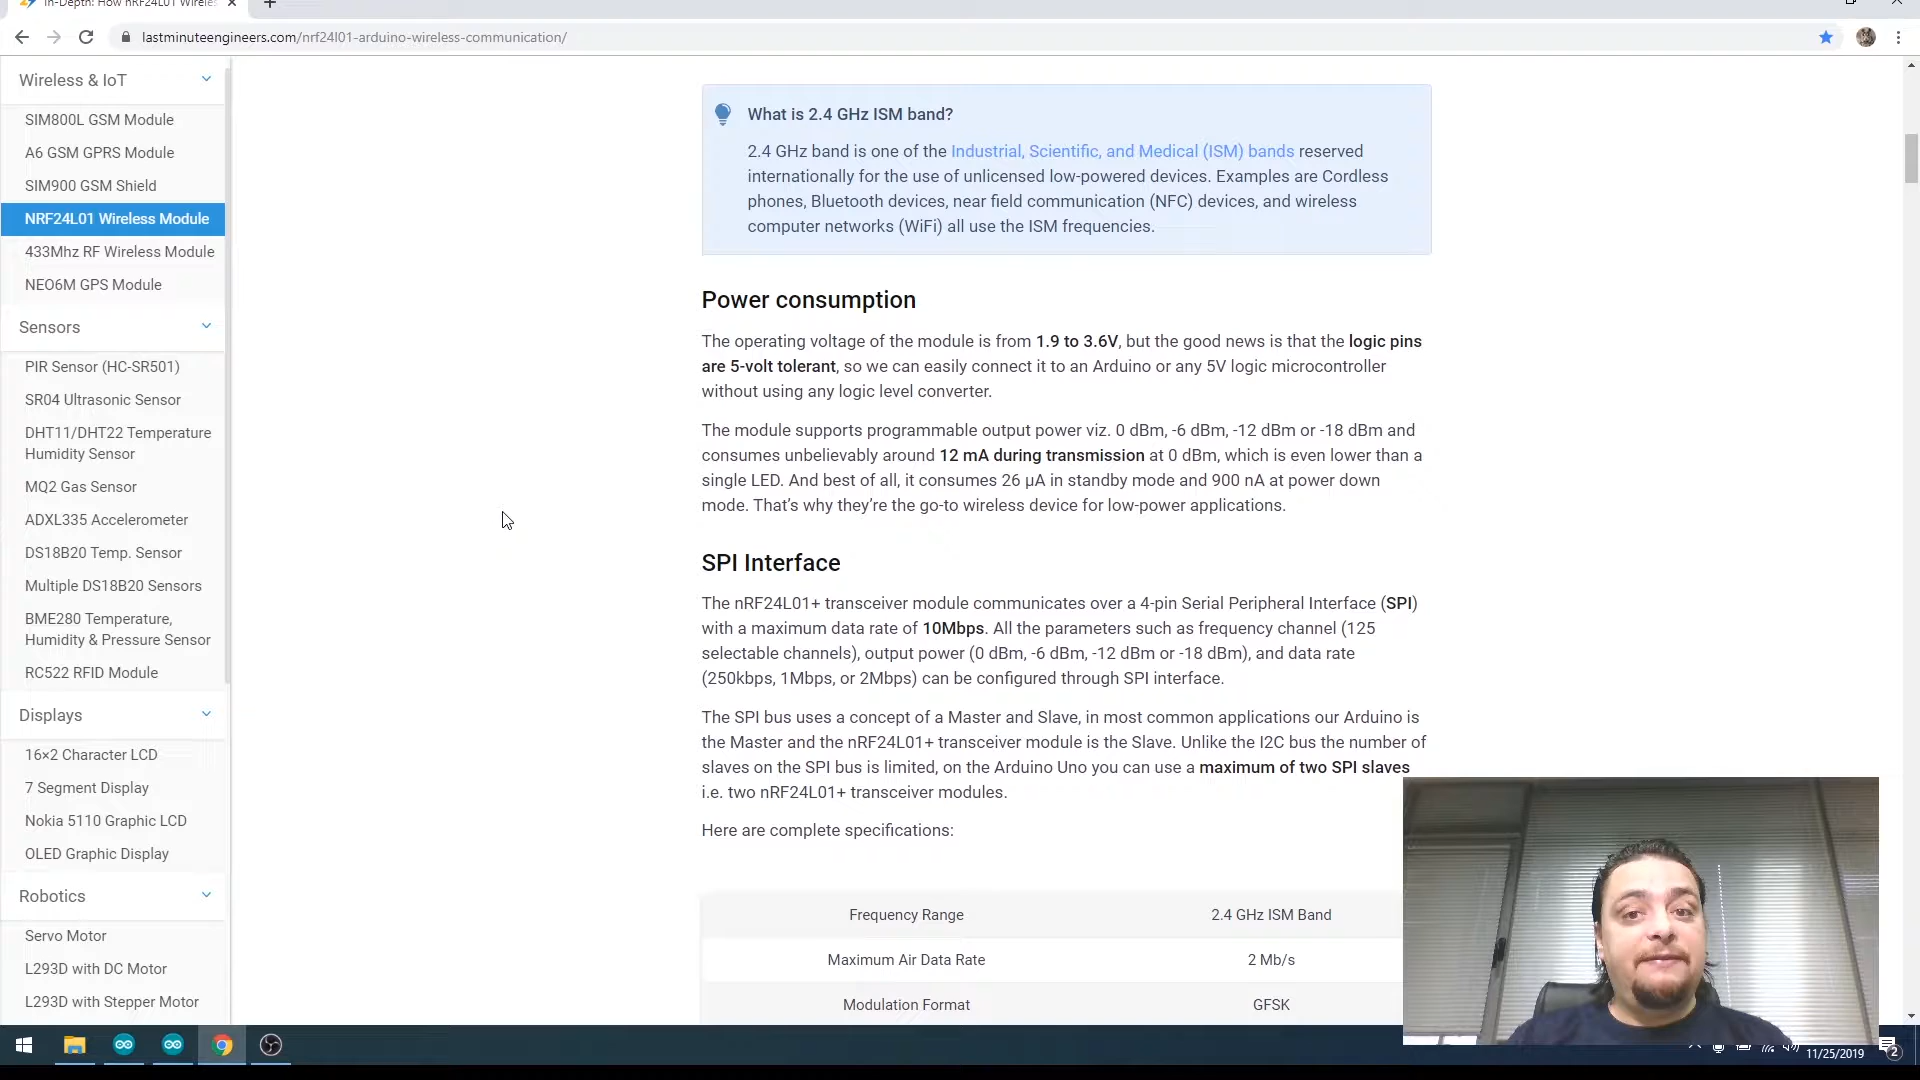 In-Depth: How nRF24L01 Wireles
lastminuteengineers.com/nrf24l01-arduino-wireless-communication/
Wireless & IoT
SIM800L GSM Module
A6 GSM GPRS Module
SIM900 GSM Shield
NRF24L01 Wireless Module
433Mhz RF Wireless Module
NEO6M GPS Module
Sensors
PIR Sensor (HC-SR501)
SR04 Ultrasonic Sensor
DHT11/DHT22 Temperature
Humidity Sensor
MQ2 Gas Sensor
ADXL335 Accelerometer
DS18B20 Temp. Sensor
Multiple DS18B20 Sensors
BME280 Temperature,
Humidity & Pressure Sensor
RC522 RFID Module
Displays
16×2 Character LCD
7 Segment Display
Nokia 5110 Graphic LCD
OLED Graphic Display
Robotics
Servo Motor
L293D with DC Motor
L293D with Stepper Motor
What is 2.4 GHz ISM band?
2.4 GHz band is one of the Industrial, Scientific, and Medical (ISM) bands reserved
internationally for the use of unlicensed low-powered devices. Examples are Cordless
phones, Bluetooth devices, near field communication (NFC) devices, and wireless
computer networks (WiFi) all use the ISM frequencies.
Power consumption
The operating voltage of the module is from 1.9 to 3.6V, but the good news is that the logic pins
are 5-volt tolerant, so we can easily connect it to an Arduino or any 5V logic microcontroller
without using any logic level converter.
The module supports programmable output power viz. 0 dBm, -6 dBm, -12 dBm or -18 dBm and
consumes unbelievably around 12 mA during transmission at 0 dBm, which is even lower than a
single LED. And best of all, it consumes 26 µA in standby mode and 900 nA at power down
mode. That’s why they’re the go-to wireless device for low-power applications.
SPI Interface
The nRF24L01+ transceiver module communicates over a 4-pin Serial Peripheral Interface (SPI)
with a maximum data rate of 10Mbps. All the parameters such as frequency channel (125
selectable channels), output power (0 dBm, -6 dBm, -12 dBm or -18 dBm), and data rate
(250kbps, 1Mbps, or 2Mbps) can be configured through SPI interface.
The SPI bus uses a concept of a Master and Slave, in most common applications our Arduino is
the Master and the nRF24L01+ transceiver module is the Slave. Unlike the I2C bus the number of
slaves on the SPI bus is limited, on the Arduino Uno you can use a maximum of two SPI slaves
i.e. two nRF24L01+ transceiver modules.
Here are complete specifications:
Frequency Range 2.4 GHz ISM Band
Maximum Air Data Rate 2 Mb/s
Modulation Format GFSK
11/25/2019
2